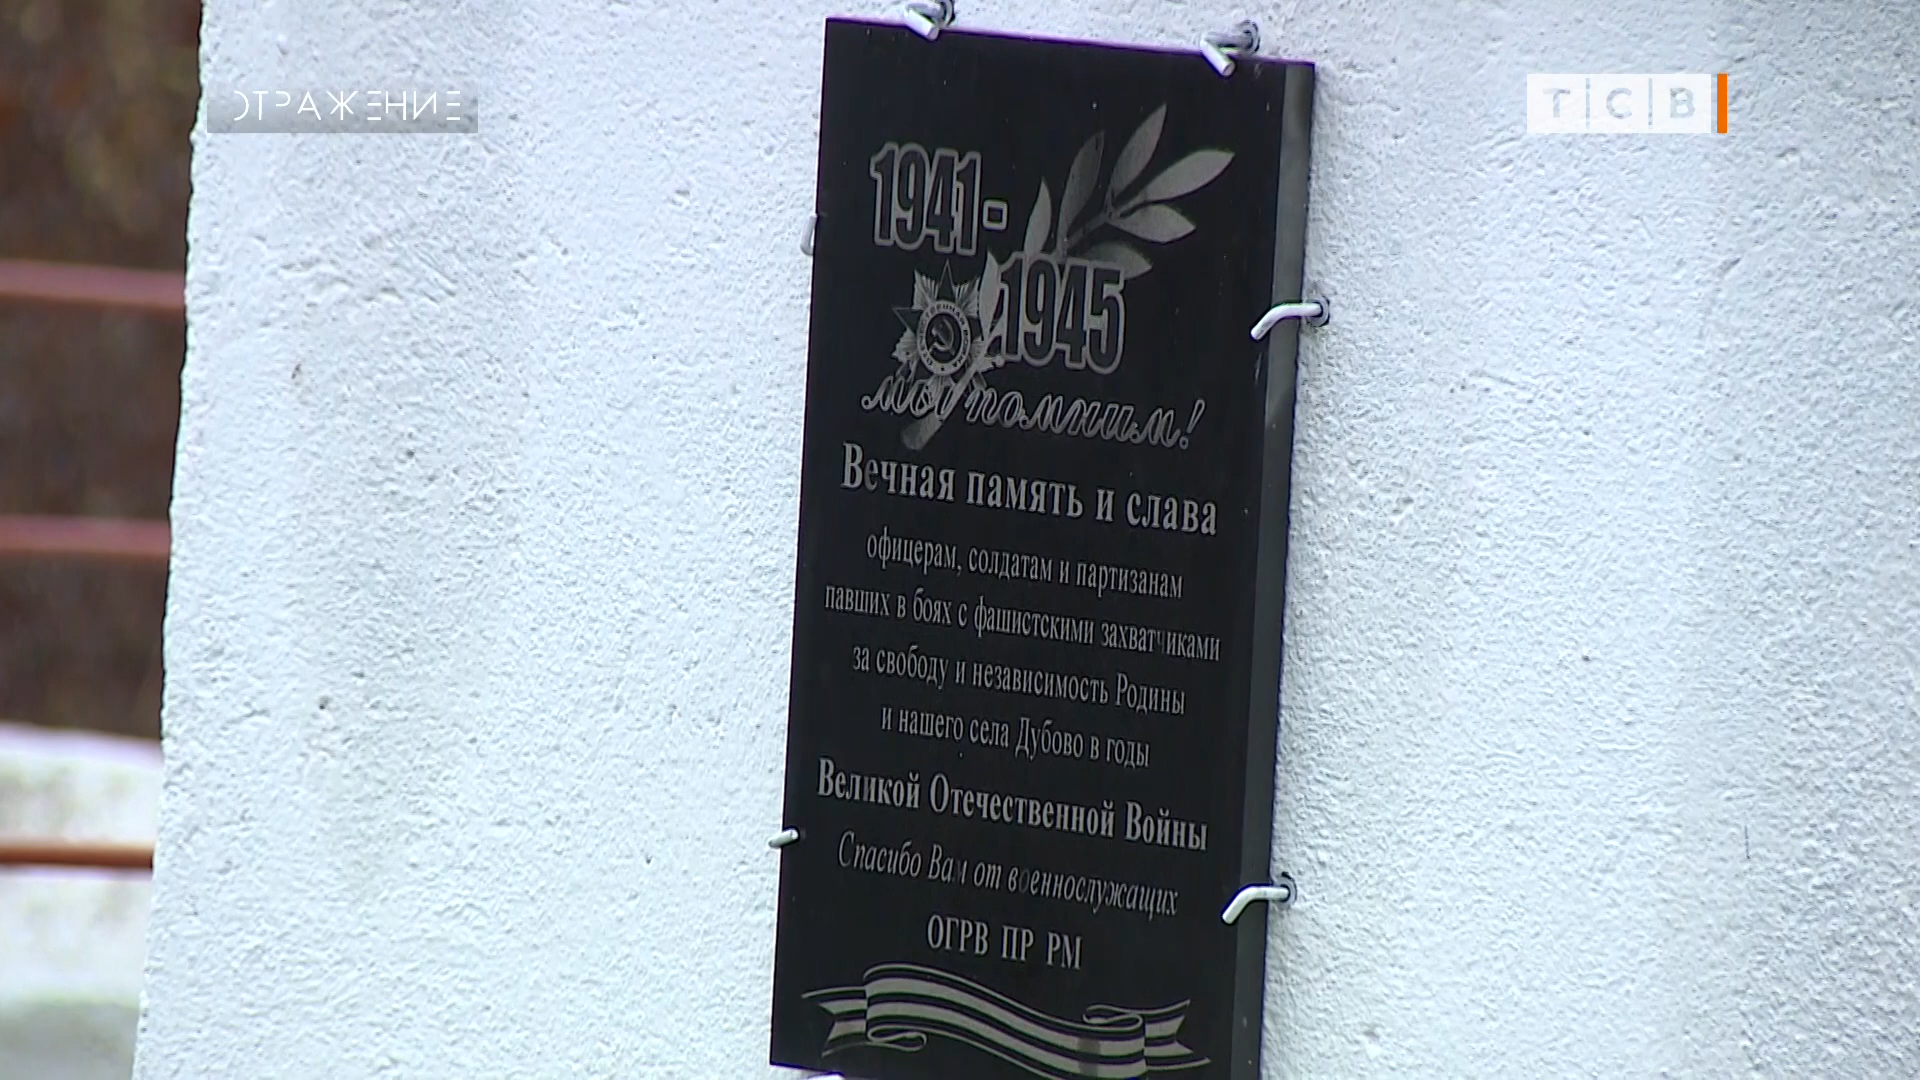 ОТРАЖЕНИЕ
ТСВ
1941-
1945
мы помним!
Вечная память и слава
офицерам, солдатам и партизанам
павших в боях с фашистскими захватчиками
за свободу и независимость Родины
и нашего села Дубово в годы
Великой Отечественной Войны
Спасибо Вам от военнослужащих
ОГРВ ПР РМ